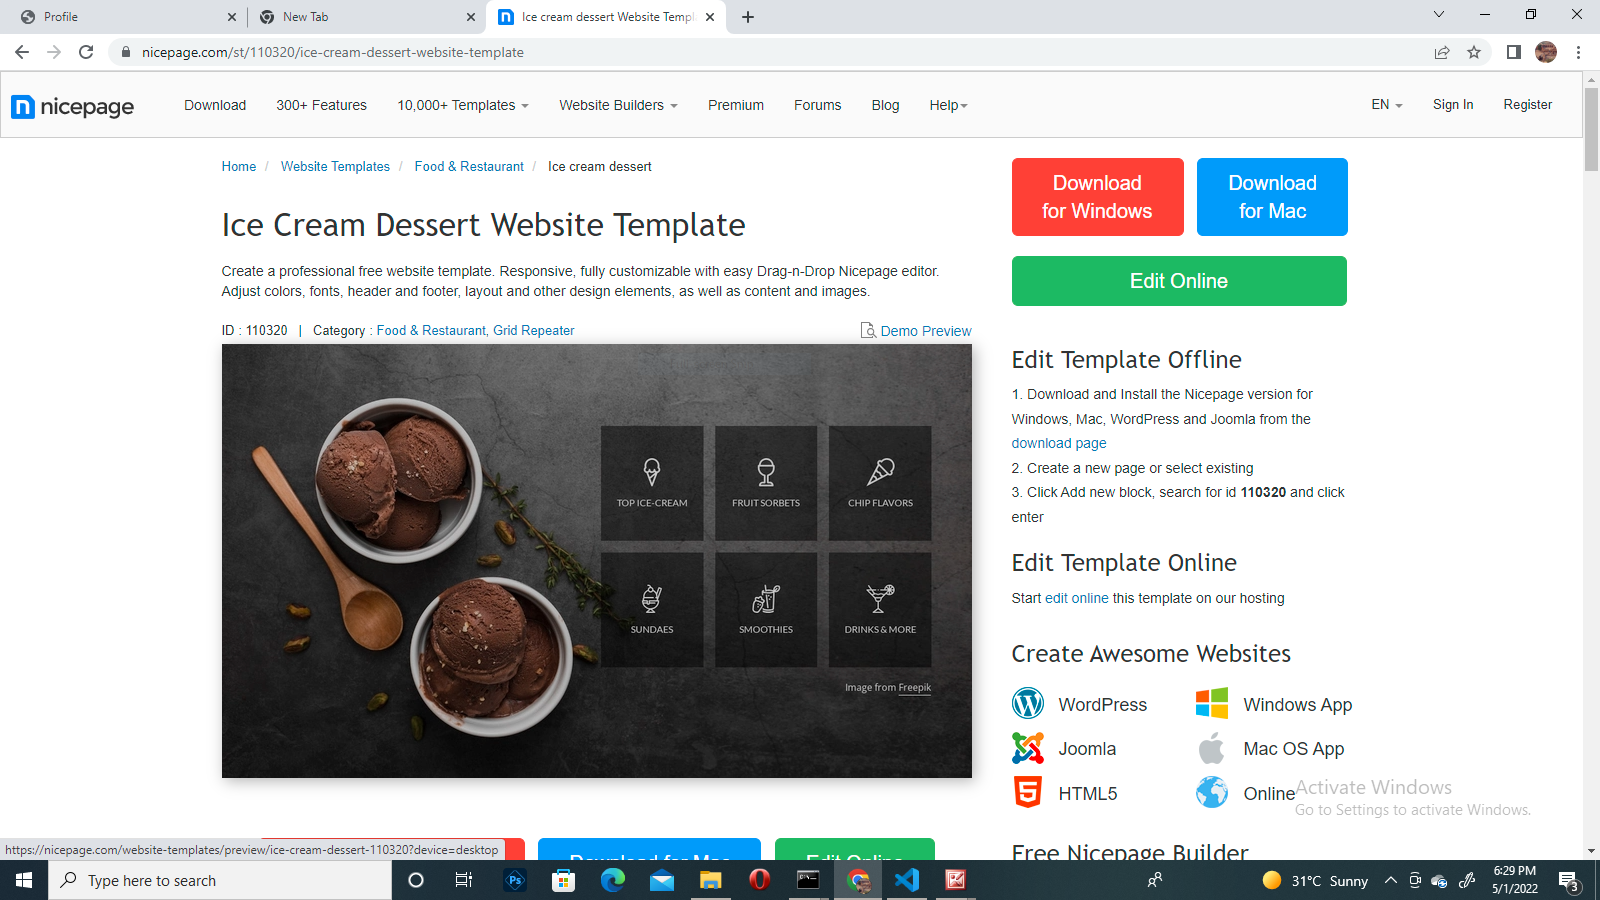 Profile
New Tab
Ice cream dessert Website Templ
nicepage.com/st/110320/ice-cream-dessert-website-template
nicepage
Download
300+ Features
10,000+ Templates
Website Builders
Premium
Forums
Blog
Help
EN
Sign In
Register
Home / Website Templates / Food & Restaurant / Ice cream dessert
Ice Cream Dessert Website Template
Create a professional free website template. Responsive, fully customizable with easy Drag-n-Drop Nicepage editor.
Adjust colors, fonts, header and footer, layout and other design elements, as well as content and images.
ID : 110320 | Category : Food & Restaurant, Grid Repeater
Demo Preview
TOP ICE-CREAM
FRUIT SORBETS
CHIP FLAVORS
SUNDAES
SMOOTHIES
DRINKS & MORE
Image from Freepik
Download
for Windows
Download
for Mac
Edit Online
Edit Template Offline
1. Download and Install the Nicepage version for
Windows, Mac, WordPress and Joomla from the
download page
2. Create a new page or select existing
3. Click Add new block, search for id 110320 and click
enter
Edit Template Online
Start edit online this template on our hosting
Create Awesome Websites
WordPress
Windows App
Joomla
Mac OS App
HTML5
Online
Activate Windows
Go to Settings to activate Windows.
Free Nicepage Builder
Download for Mac
Edit Online
https://nicepage.com/website-templates/preview/ice-cream-dessert-110320?device=desktop
Type here to search
Ps
31°C Sunny
6:29 PM
5/1/2022
3